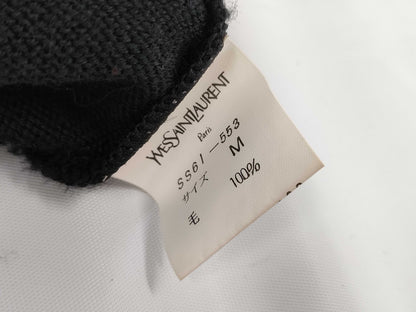 YVESSAINTLAURENT
Paris
SS61-553
サイズ M
毛 100%